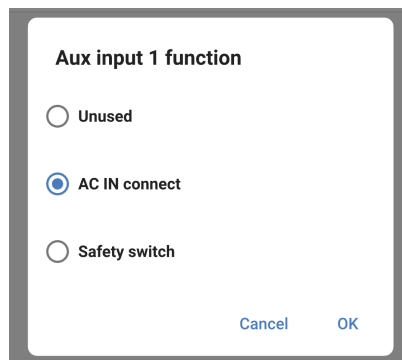 Aux input 1 function
Unused
AC IN connect
Safety switch
Cancel OK